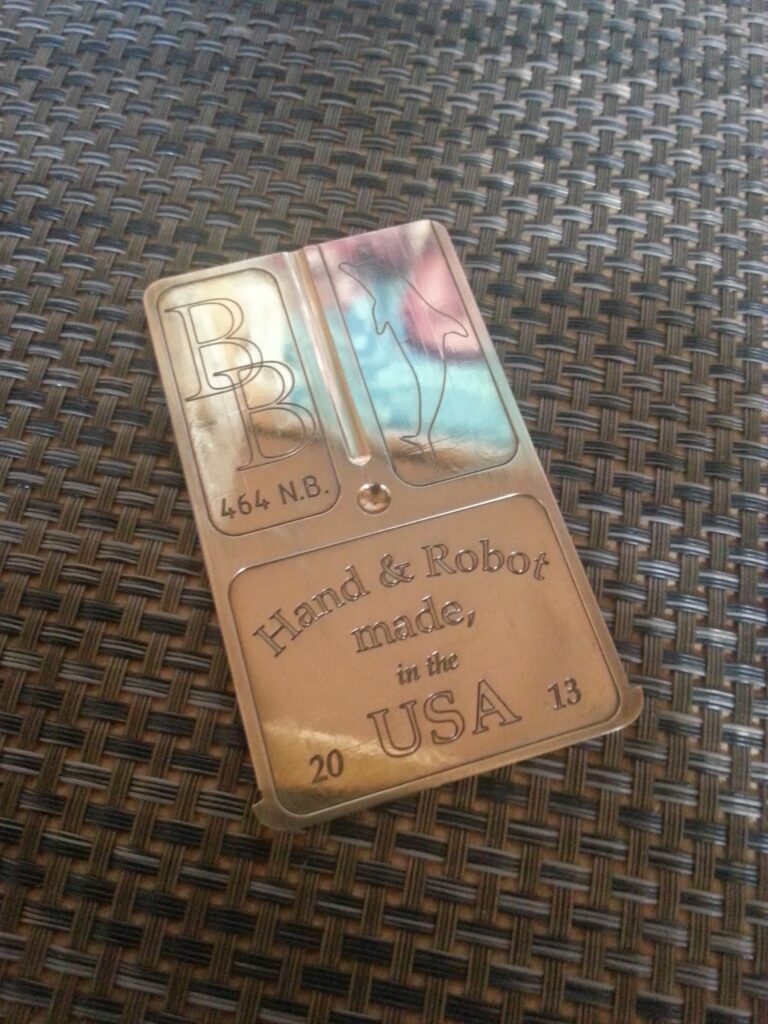 BB
464 N.B.
Hand & Robot
made,
in the
USA
20 13